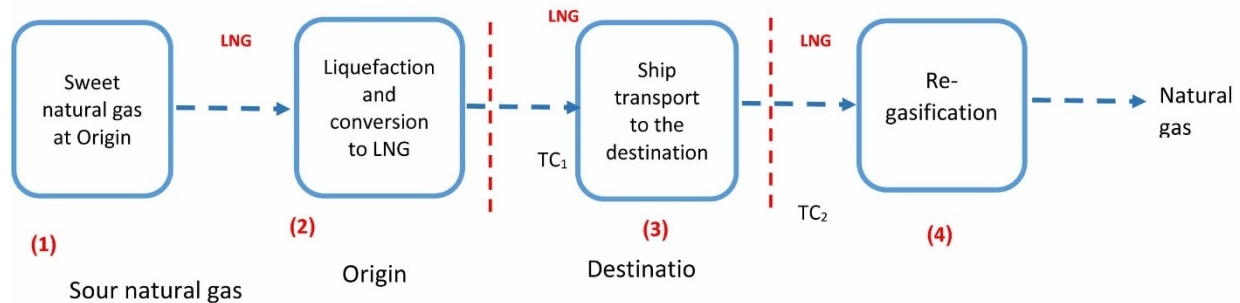 Sweet
natural gas
at Origin
LNG
Liquefaction
and
conversion
to LNG
LNG
TC₁
Ship
transport
to the
destination
LNG
TC₂
Re-
gasification
Natural
gas
(1)
(2)
(3)
(4)
Sour natural gas
Origin
Destinatio